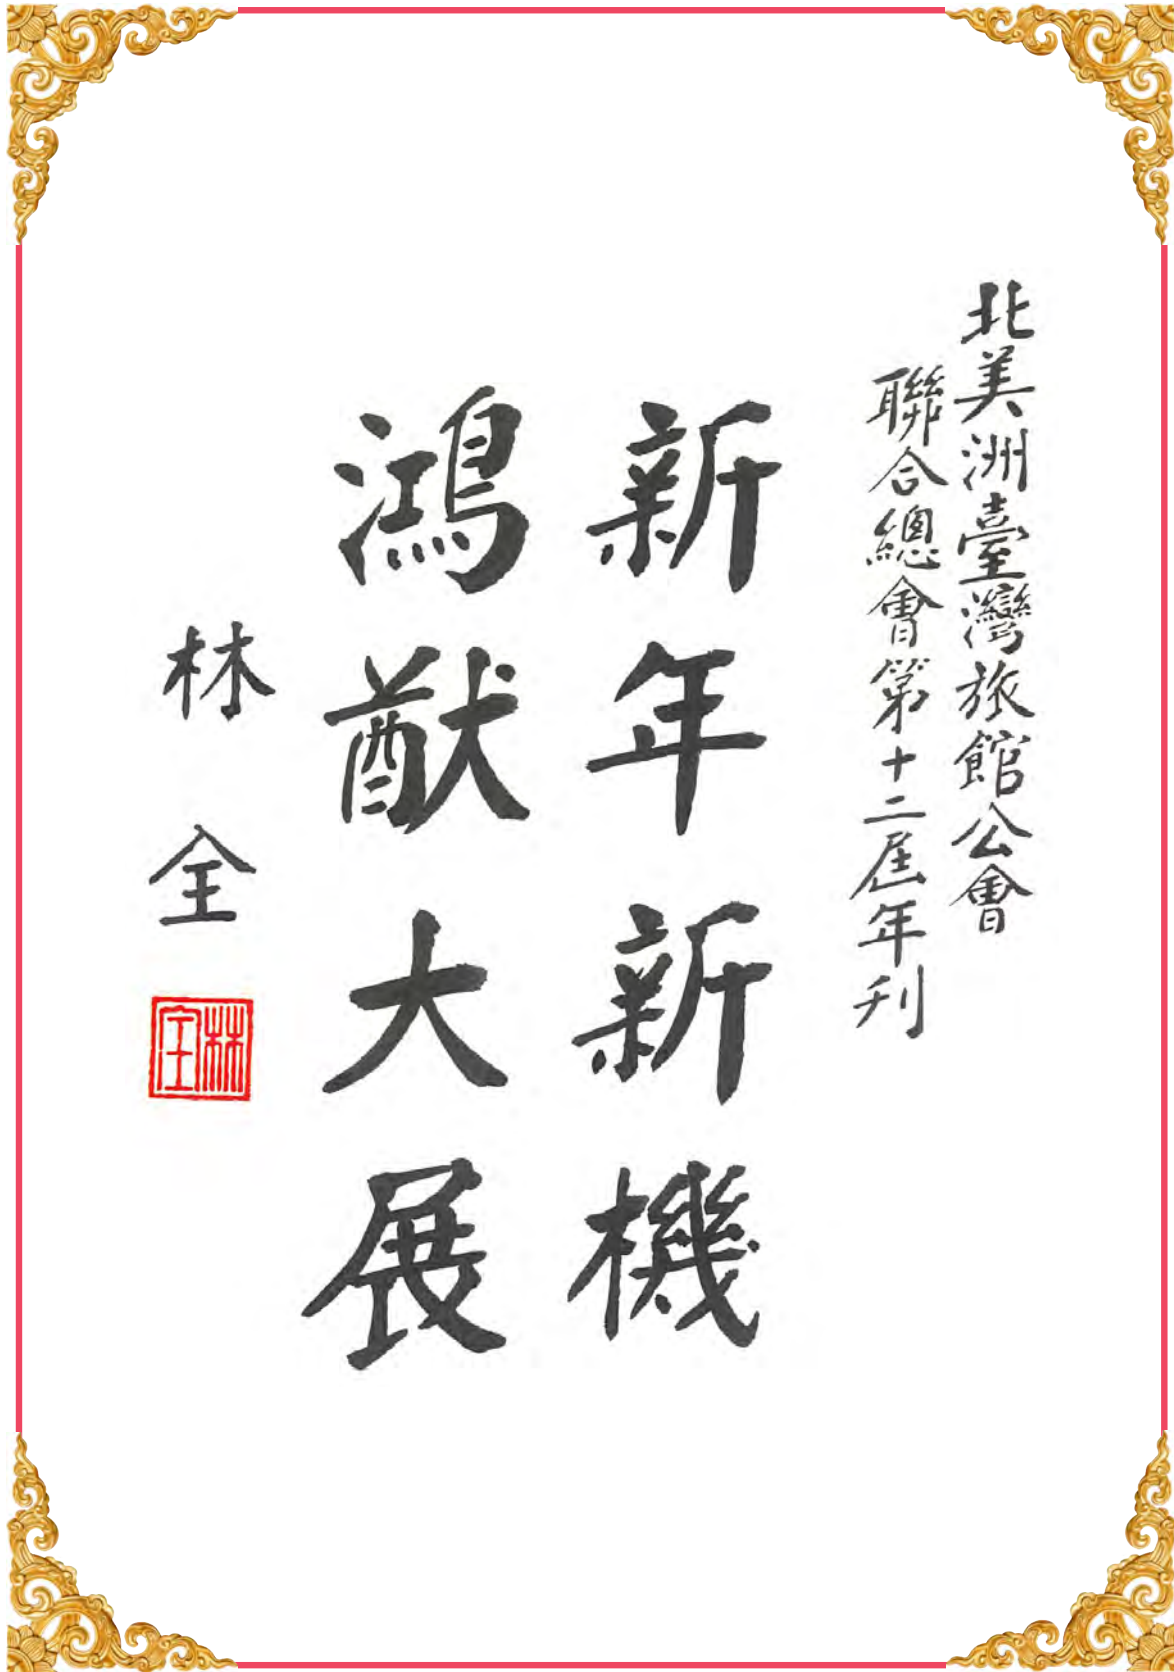 北美洲臺灣旅館公會
聯合總會第十二屆年刊
新年新機
鴻猷大展
林全
林全